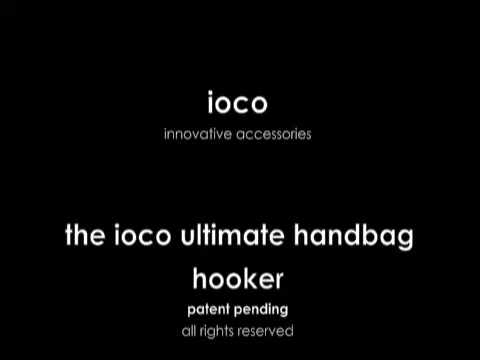 ioco
innovative accessories
the ioco ultimate handbag
hooker
patent pending
all rights reserved